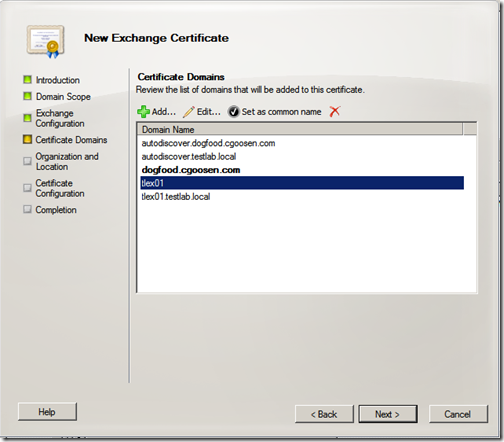 New Exchange Certificate
Introduction
Domain Scope
Exchange
Configuration
Certificate Domains
Organization and
Location
Certificate
Configuration
Completion
Certificate Domains
Review the list of domains that will be added to this certificate.
Add... Edit... Set as common name
Domain Name
autodiscover.dogfood.cgoosen.com
autodiscover.testlab.local
dogfood.cgoosen.com
tlex01
tlex01.testlab.local
Help < Back Next > Cancel